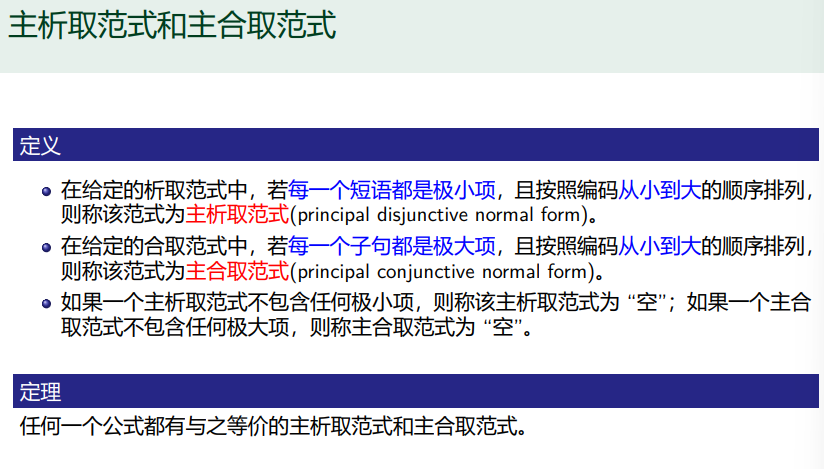 主析取范式和主合取范式
定义
在给定的析取范式中，若每一个短语都是极小项，且按照编码从小到大的顺序排列，
则称该范式为主析取范式(principal disjunctive normal form)。
在给定的合取范式中，若每一个子句都是极大项，且按照编码从小到大的顺序排列，
则称该范式为主合取范式(principal conjunctive normal form)。
如果一个主析取范式不包含任何极小项，则称该主析取范式为 “空”；如果一个主合
取范式不包含任何极大项，则称主合取范式为 “空”。
定理
任何一个公式都有与之等价的主析取范式和主合取范式。